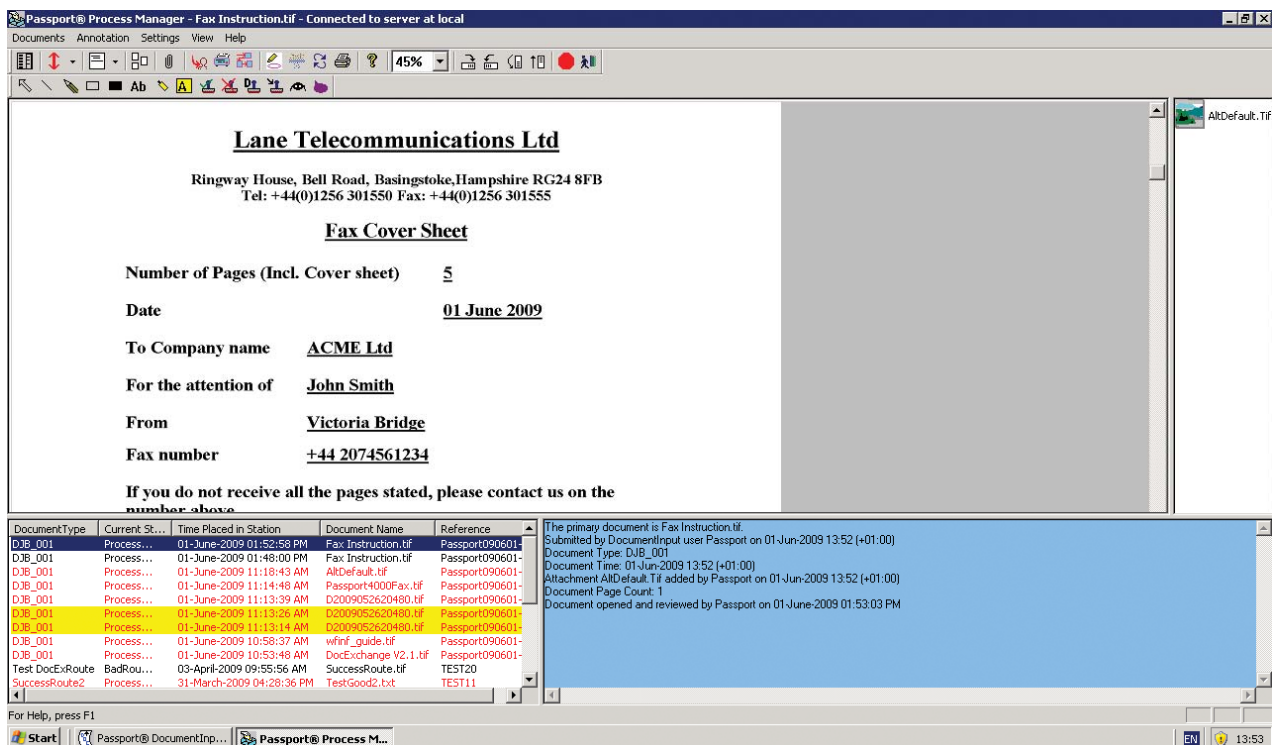 Passport® Process Manager - Fax Instruction.tif - Connected to server at local
Documents Annotation Settings View Help
45%
Ab A
AltDefault.Tif
Lane Telecommunications Ltd
Ringway House, Bell Road, Basingstoke,Hampshire RG24 8FB
Tel: +44(0)1256 301550 Fax: +44(0)1256 301555
Fax Cover Sheet
Number of Pages (Incl. Cover sheet) 5
Date 01 June 2009
To Company name ACME Ltd
For the attention of John Smith
From Victoria Bridge
Fax number +44 2074561234
If you do not receive all the pages stated, please contact us on the
number above
DocumentType Current St... Time Placed in Station Document Name Reference
DJB_001 Process... 01-June-2009 01:52:58 PM Fax Instruction.tif Passport090601-
DJB_001 Process... 01-June-2009 01:48:00 PM Fax Instruction.tif Passport090601-
DJB_001 Process... 01-June-2009 11:18:43 AM AltDefault.tif Passport090601-
DJB_001 Process... 01-June-2009 11:14:48 AM Passport4000Fax.tif Passport090601-
DJB_001 Process... 01-June-2009 11:13:39 AM D2009052620480.tif Passport090601-
DJB_001 Process... 01-June-2009 11:13:26 AM D2009052620480.tif Passport090601-
DJB_001 Process... 01-June-2009 11:13:14 AM D2009052620480.tif Passport090601-
DJB_001 Process... 01-June-2009 10:58:37 AM wfinf_guide.tif Passport090601-
DJB_001 Process... 01-June-2009 10:53:48 AM DocExchange V2.1.tif Passport090601-
Test DocExRoute BadRou... 03-April-2009 09:55:56 AM SuccessRoute.tif TEST20
SuccessRoute2 Process... 31-March-2009 04:28:36 PM TestGood2.txt TEST11
The primary document is Fax Instruction.tif.
Submitted by DocumentInput user Passport on 01-Jun-2009 13:52 (+01:00)
Document Type: DJB_001
Document Time: 01-Jun-2009 13:52 (+01:00)
Attachment AltDefault.Tif added by Passport on 01-Jun-2009 13:52 (+01:00)
Document Page Count: 1
Document opened and reviewed by Passport on 01-June-2009 01:53:03 PM
For Help, press F1
Start Passport® DocumentInp... Passport® Process M... EN 13:53